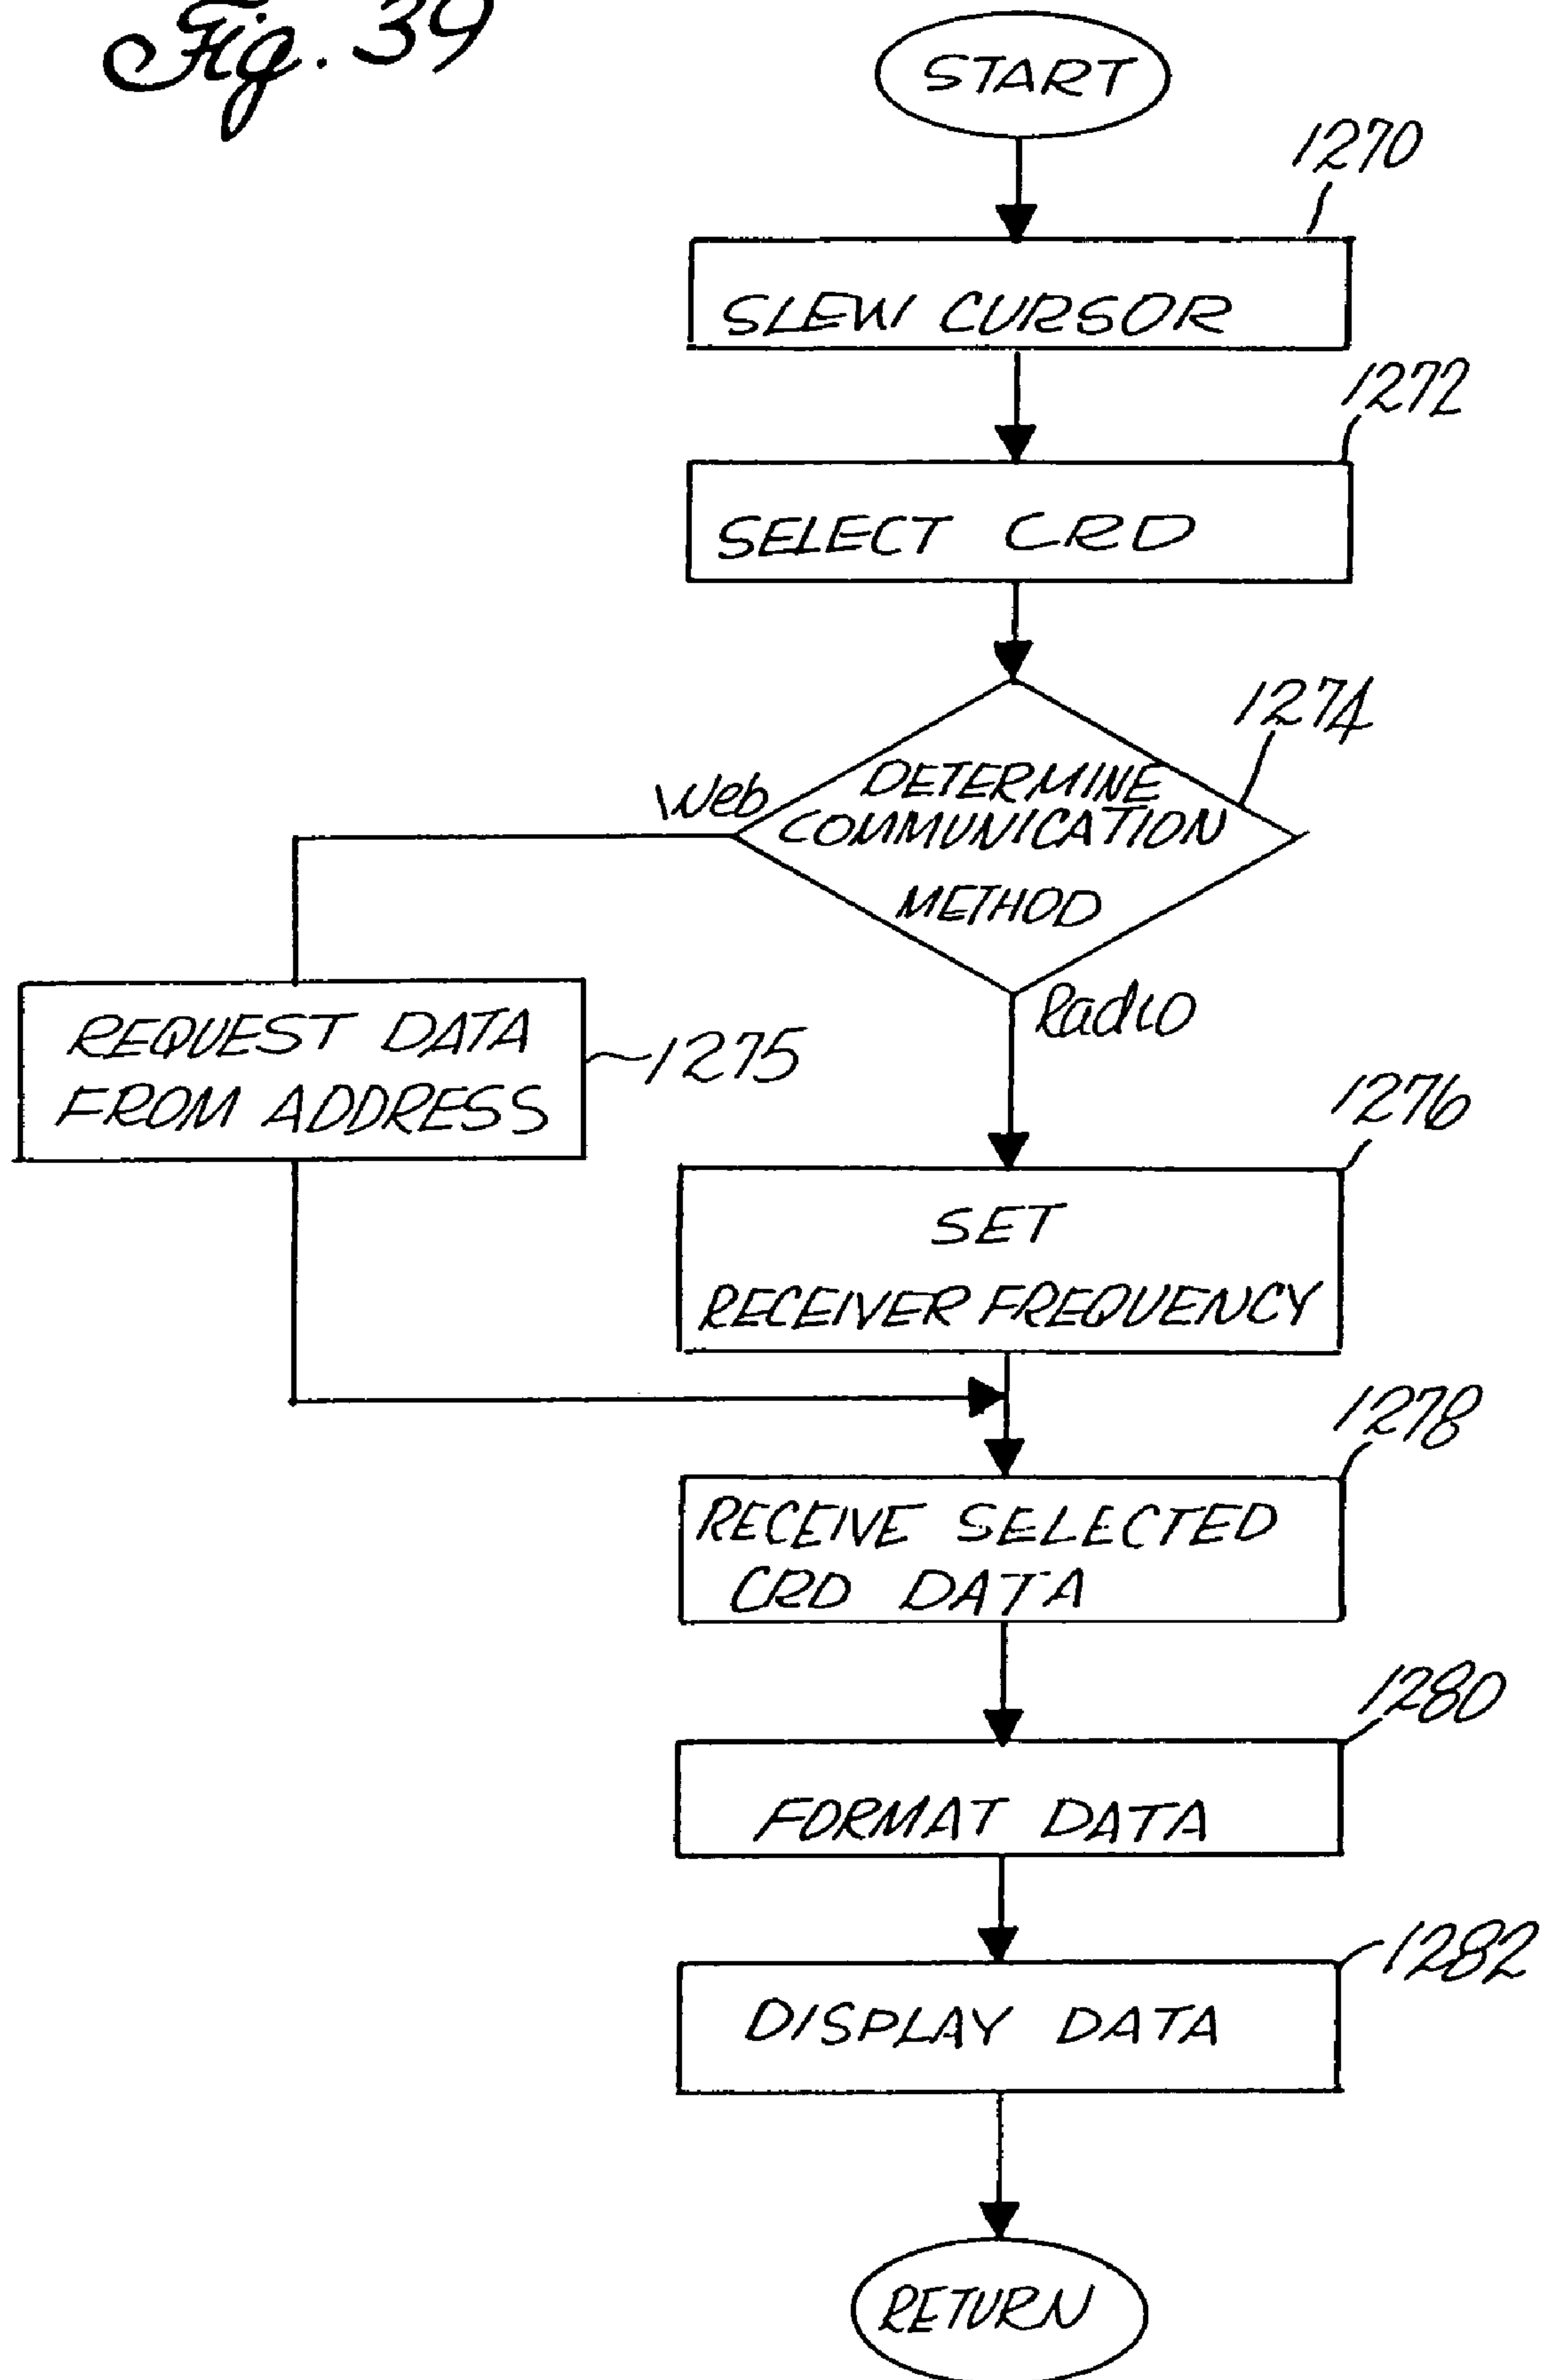 Fig. 39
START
1270
SLEW CURSOR
1272
SELECT CRD
1274
DETERMINE
COMMUNICATION
METHOD
Web
Radio
REQUEST DATA
FROM ADDRESS
1275
1276
SET
RECEIVER FREQUENCY
1278
RECEIVE SELECTED
CRD DATA
1280
FORMAT DATA
1282
DISPLAY DATA
RETURN